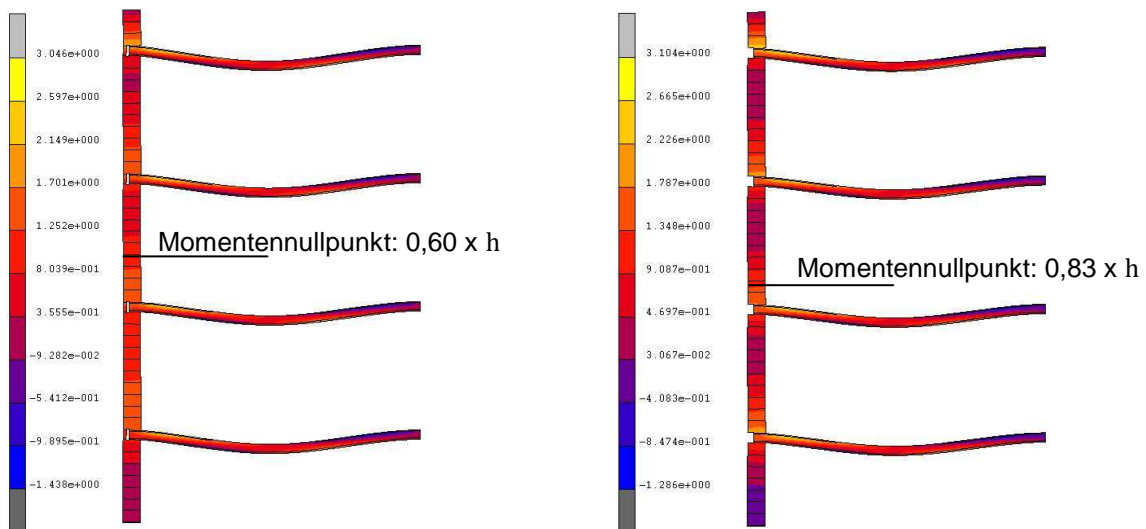 3.046e+000
2.597e+000
2.149e+000
1.701e+000
1.252e+000
8.039e-001
3.555e-001
-9.282e-002
-5.412e-001
-9.895e-001
-1.438e+000
Momentennullpunkt: 0,60 x h
3.104e+000
2.665e+000
2.226e+000
1.787e+000
1.348e+000
9.087e-001
4.697e-001
3.067e-002
-4.083e-001
-8.474e-001
-1.286e+000
Momentennullpunkt: 0,83 x h